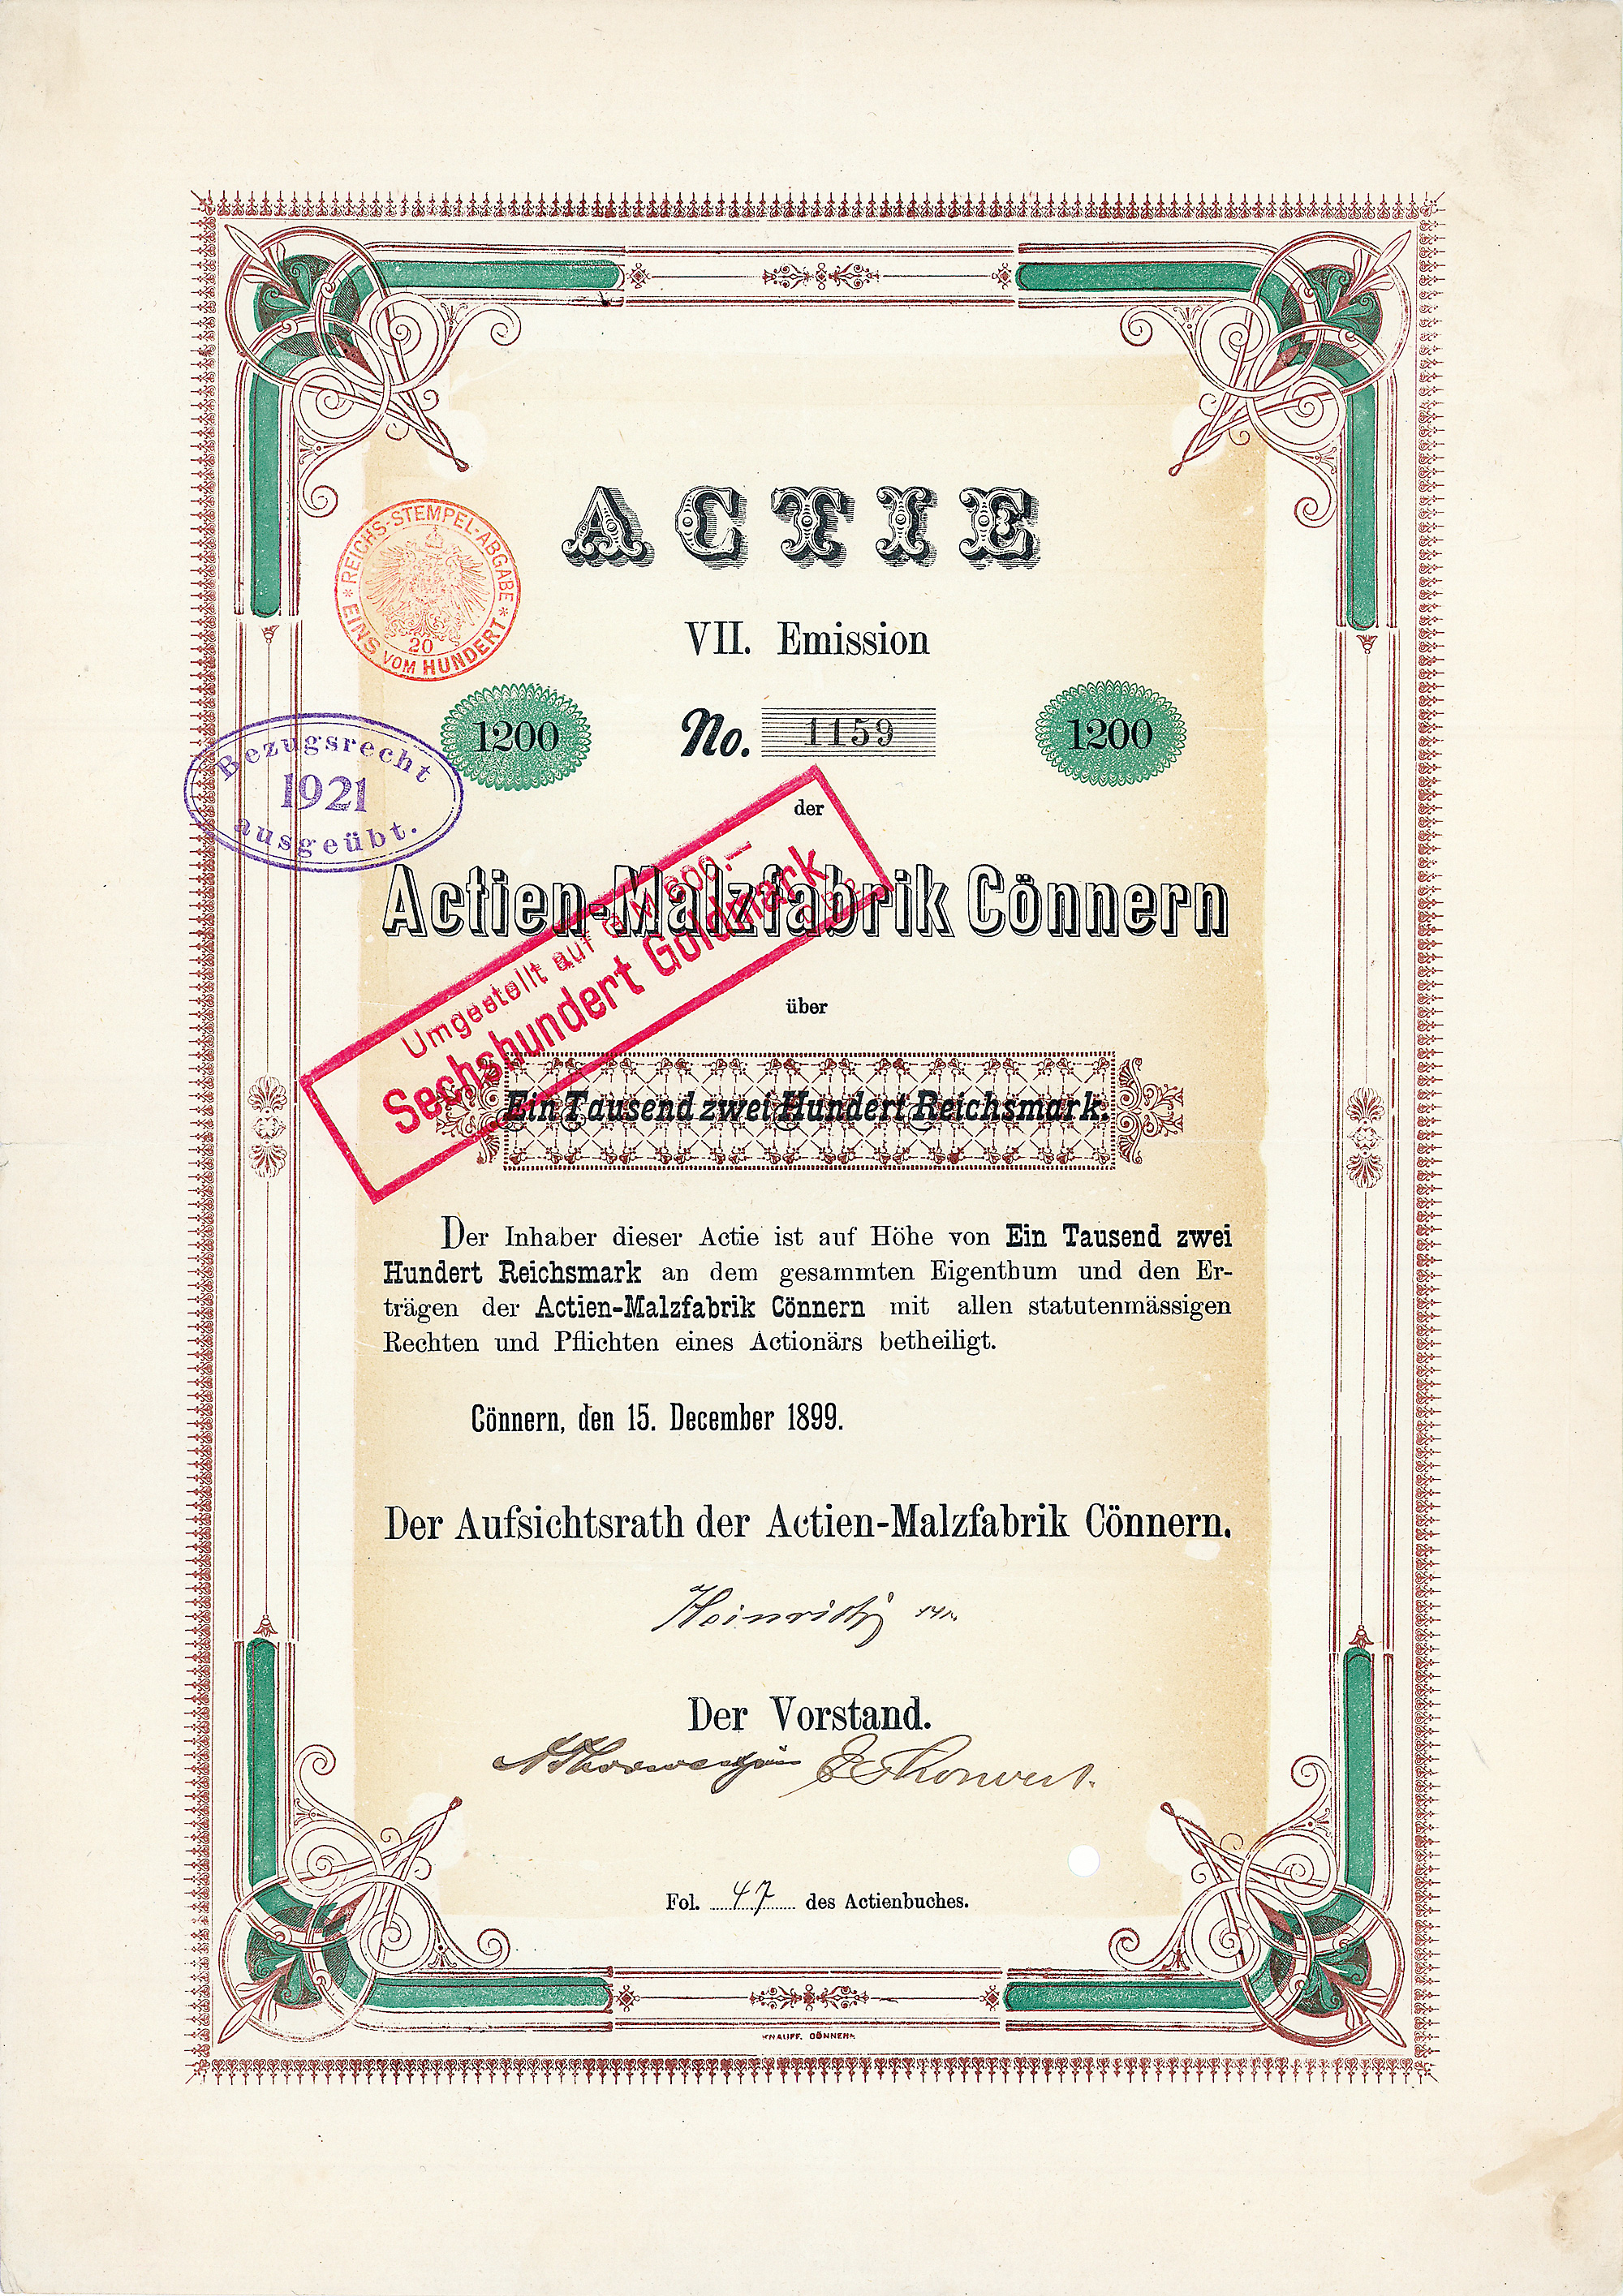 ACTIE
REICHS-STEMPEL-ABGABE
20
EINS VOM HUNDERT
VII. Emission
1200
No. 1159
1200
Bezugsrecht
1921
ausgeübt.
der
Actien-Malzfabrik Cönnern
Umgestellt auf G.M. 600.—
Sechshundert Goldmark
über
Ein Tausend zwei Hundert Reichsmark.
Der Inhaber dieser Actie ist auf Höhe von Ein Tausend zwei
Hundert Reichsmark an dem gesammten Eigenthum und den Er-
trägen der Actien-Malzfabrik Cönnern mit allen statutenmässigen
Rechten und Pflichten eines Actionärs betheiligt.
Cönnern, den 15. December 1899.
Der Aufsichtsrath der Actien-Malzfabrik Cönnern.
Der Vorstand.
Fol. 47 des Actienbuches.
KNAUFF. CÖNNERN